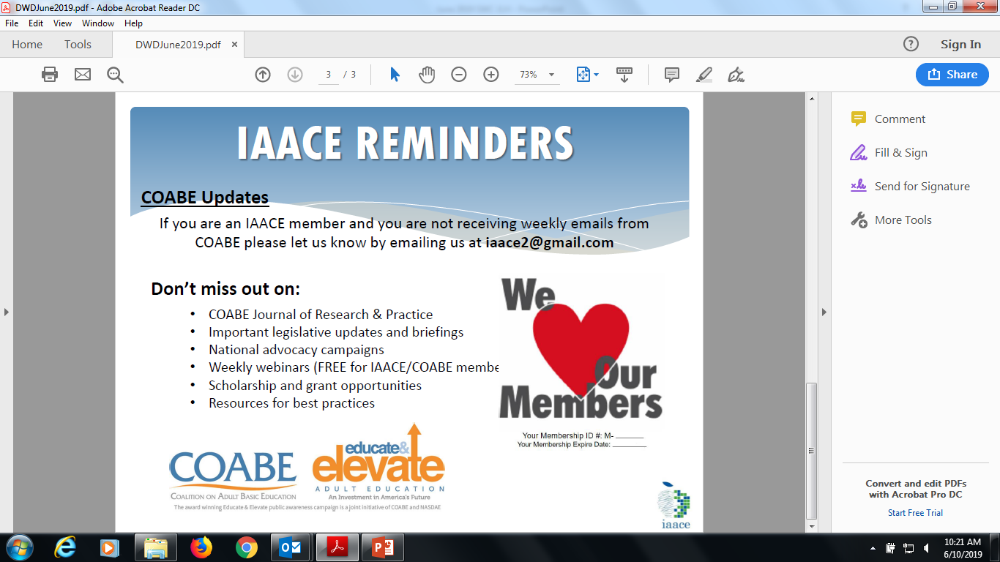 DWDJune2019.pdf - Adobe Acrobat Reader DC
File Edit View Window Help
Home Tools DWDJune2019.pdf × ? Sign In
3 / 3 73% Share
IAACE REMINDERS
COABE Updates
If you are an IAACE member and you are not receiving weekly emails from
COABE please let us know by emailing us at iaace2@gmail.com
Don't miss out on:
• COABE Journal of Research & Practice
• Important legislative updates and briefings
• National advocacy campaigns
• Weekly webinars (FREE for IAACE/COABE membe
• Scholarship and grant opportunities
• Resources for best practices
We
Our
Members
Your Membership ID #: M- ______
Your Membership Expire Date: ________
COABE
COALITION ON ADULT BASIC EDUCATION
educate&
elevate
ADULT EDUCATION
An Investment in America's Future
The award winning Educate & Elevate public awareness campaign is a joint initiative of COABE and NASDAE
iaace
Comment
Fill & Sign
Send for Signature
More Tools
Convert and edit PDFs
with Acrobat Pro DC
Start Free Trial
10:21 AM
6/10/2019